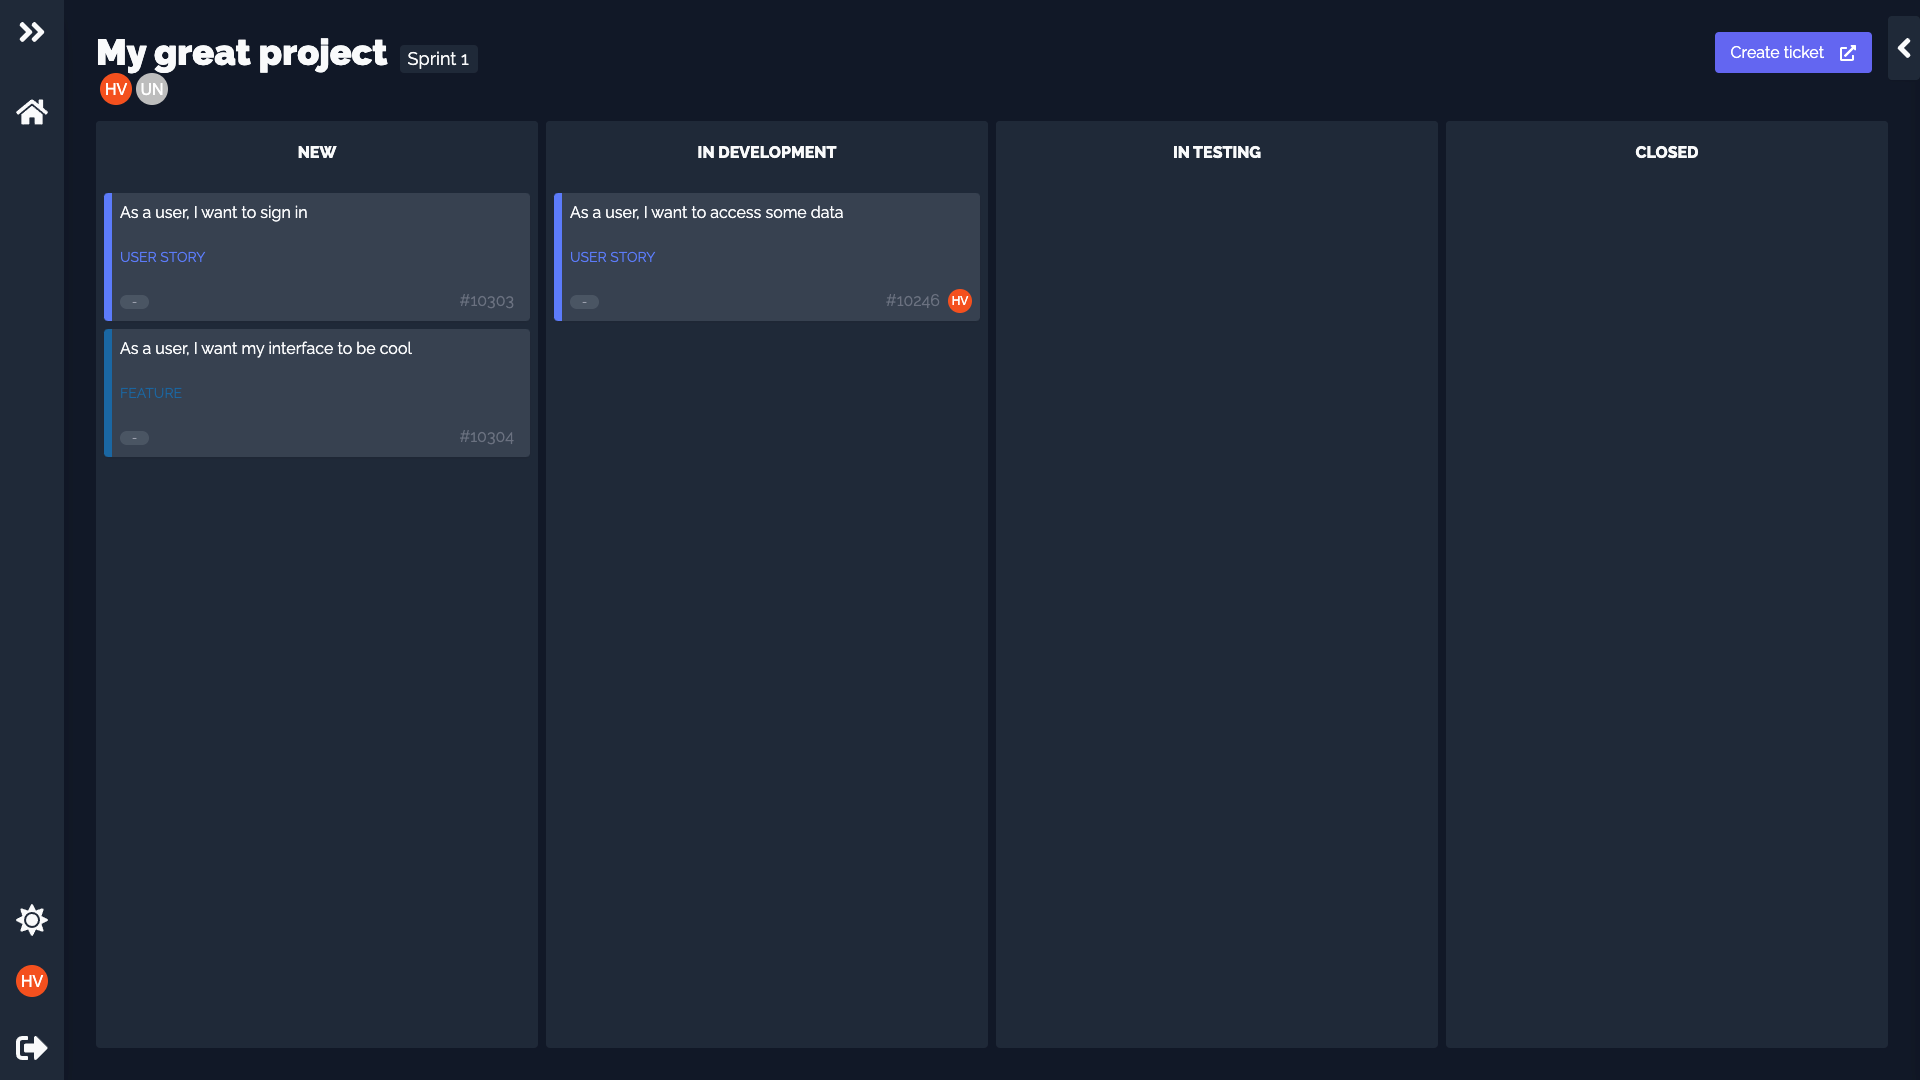 My great project Sprint 1
HV UN
Create ticket
NEW
As a user, I want to sign in
USER STORY
- #10303
As a user, I want my interface to be cool
FEATURE
- #10304
IN DEVELOPMENT
As a user, I want to access some data
USER STORY
- #10246 HV
IN TESTING
CLOSED
HV